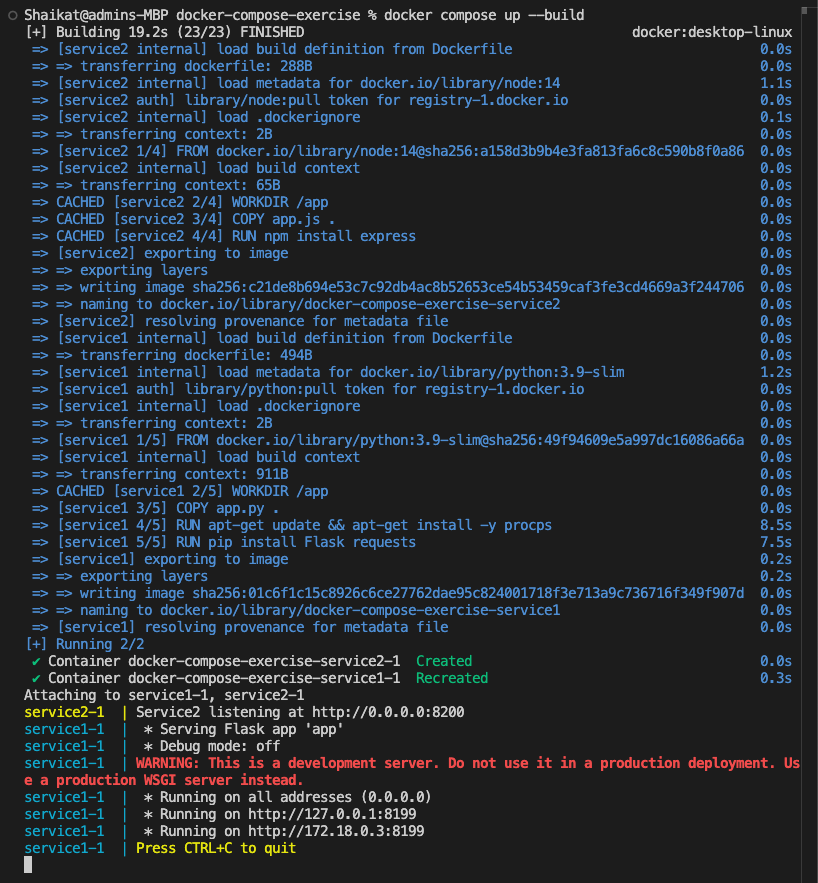 Shaikat@admins-MBP docker-compose-exercise % docker compose up --build
[+] Building 19.2s (23/23) FINISHED docker:desktop-linux
=> [service2 internal] load build definition from Dockerfile 0.0s
=> => transferring dockerfile: 288B 0.0s
=> [service2 internal] load metadata for docker.io/library/node:14 1.1s
=> [service2 auth] library/node:pull token for registry-1.docker.io 0.0s
=> [service2 internal] load .dockerignore 0.1s
=> => transferring context: 2B 0.0s
=> [service2 1/4] FROM docker.io/library/node:14@sha256:a158d3b9b4e3fa813fa6c8c590b8f0a86 0.0s
=> [service2 internal] load build context 0.0s
=> => transferring context: 65B 0.0s
=> CACHED [service2 2/4] WORKDIR /app 0.0s
=> CACHED [service2 3/4] COPY app.js . 0.0s
=> CACHED [service2 4/4] RUN npm install express 0.0s
=> [service2] exporting to image 0.0s
=> => exporting layers 0.0s
=> => writing image sha256:c21de8b694e53c7c92db4ac8b52653ce54b53459caf3fe3cd4669a3f244706 0.0s
=> => naming to docker.io/library/docker-compose-exercise-service2 0.0s
=> [service2] resolving provenance for metadata file 0.0s
=> [service1 internal] load build definition from Dockerfile 0.0s
=> => transferring dockerfile: 494B 0.0s
=> [service1 internal] load metadata for docker.io/library/python:3.9-slim 1.2s
=> [service1 auth] library/python:pull token for registry-1.docker.io 0.0s
=> [service1 internal] load .dockerignore 0.0s
=> => transferring context: 2B 0.0s
=> [service1 1/5] FROM docker.io/library/python:3.9-slim@sha256:49f94609e5a997dc16086a66a 0.0s
=> [service1 internal] load build context 0.0s
=> => transferring context: 911B 0.0s
=> CACHED [service1 2/5] WORKDIR /app 0.0s
=> [service1 3/5] COPY app.py . 0.0s
=> [service1 4/5] RUN apt-get update && apt-get install -y procps 8.5s
=> [service1 5/5] RUN pip install Flask requests 7.5s
=> [service1] exporting to image 0.2s
=> => exporting layers 0.2s
=> => writing image sha256:01c6f1c15c8926c6ce27762dae95c824001718f3e713a9c736716f349f907d 0.0s
=> => naming to docker.io/library/docker-compose-exercise-service1 0.0s
=> [service1] resolving provenance for metadata file 0.0s
[+] Running 2/2
✔ Container docker-compose-exercise-service2-1 Created 0.0s
✔ Container docker-compose-exercise-service1-1 Recreated 0.3s
Attaching to service1-1, service2-1
service2-1 | Service2 listening at http://0.0.0.0:8200
service1-1 | * Serving Flask app 'app'
service1-1 | * Debug mode: off
service1-1 | WARNING: This is a development server. Do not use it in a production deployment. Us
e a production WSGI server instead.
service1-1 | * Running on all addresses (0.0.0.0)
service1-1 | * Running on http://127.0.0.1:8199
service1-1 | * Running on http://172.18.0.3:8199
service1-1 | Press CTRL+C to quit